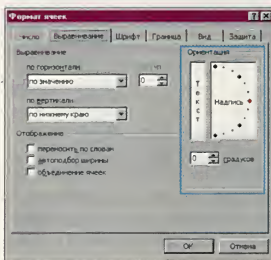 Формат ячеек
Число Выравнивание Шрифт Граница Вид Защита
Выравнивание
по горизонтали:
по значению
0
по вертикали:
по нижнему краю
Отображение
переносить по словам
автоподбор ширины
объединение ячеек
Ориентация
Текст
Надпись
0 градусов
ОК Отмена